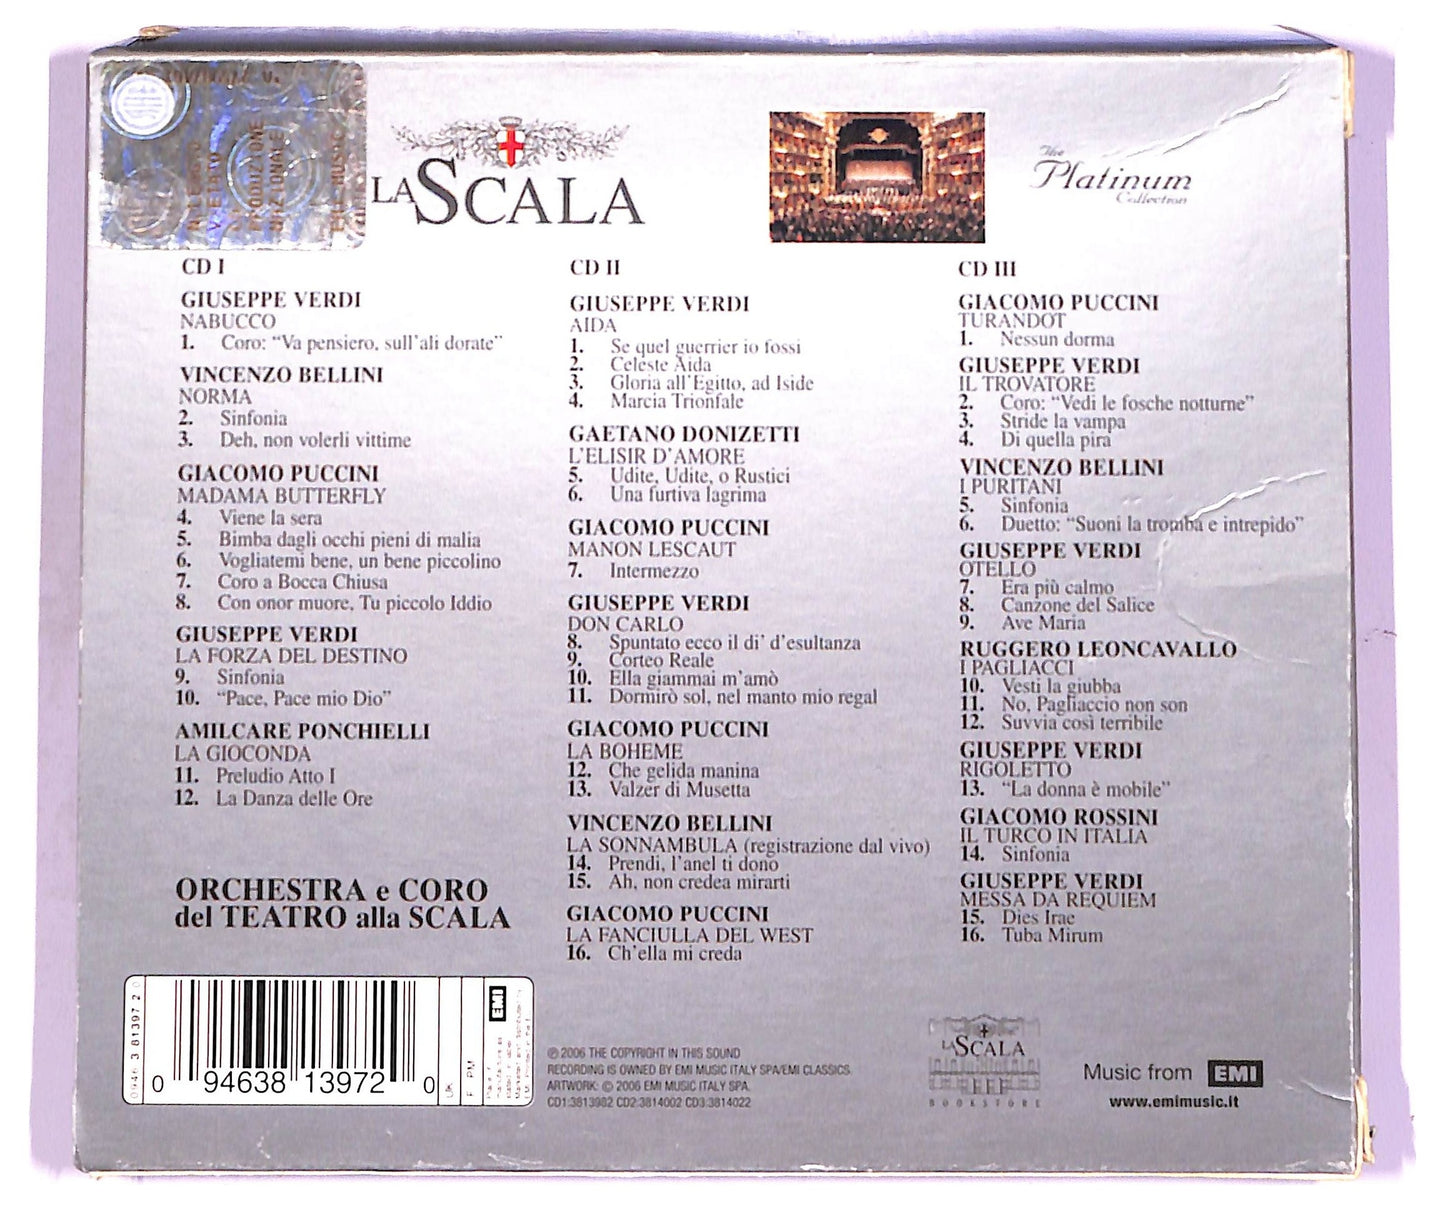 LA SCALA
The
Platinum
Collection
CD I
GIUSEPPE VERDI
NABUCCO
1. Coro: “Va pensiero, sull'ali dorate”
VINCENZO BELLINI
NORMA
2. Sinfonia
3. Deh, non volerli vittime
GIACOMO PUCCINI
MADAMA BUTTERFLY
4. Viene la sera
5. Bimba dagli occhi pieni di malia
6. Vogliatemi bene, un bene piccolino
7. Coro a Bocca Chiusa
8. Con onor muore, Tu piccolo Iddio
GIUSEPPE VERDI
LA FORZA DEL DESTINO
9. Sinfonia
10. “Pace, Pace mio Dio”
AMILCARE PONCHIELLI
LA GIOCONDA
11. Preludio Atto I
12. La Danza delle Ore
ORCHESTRA e CORO
del TEATRO alla SCALA
CD II
GIUSEPPE VERDI
AIDA
1. Se quel guerrier io fossi
2. Celeste Aida
3. Gloria all'Egitto, ad Iside
4. Marcia Trionfale
GAETANO DONIZETTI
L'ELISIR D'AMORE
5. Udite, Udite, o Rustici
6. Una furtiva lagrima
GIACOMO PUCCINI
MANON LESCAUT
7. Intermezzo
GIUSEPPE VERDI
DON CARLO
8. Spuntato ecco il di' d'esultanza
9. Corteo Reale
10. Ella giammai m'amò
11. Dormirò sol, nel manto mio regal
GIACOMO PUCCINI
LA BOHEME
12. Che gelida manina
13. Valzer di Musetta
VINCENZO BELLINI
LA SONNAMBULA (registrazione dal vivo)
14. Prendi, l'anel ti dono
15. Ah, non credea mirarti
GIACOMO PUCCINI
LA FANCIULLA DEL WEST
16. Ch'ella mi creda
CD III
GIACOMO PUCCINI
TURANDOT
1. Nessun dorma
GIUSEPPE VERDI
IL TROVATORE
2. Coro: “Vedi le fosche notturne”
3. Stride la vampa
4. Di quella pira
VINCENZO BELLINI
I PURITANI
5. Sinfonia
6. Duetto: “Suoni la tromba e intrepido”
GIUSEPPE VERDI
OTELLO
7. Era più calmo
8. Canzone del Salice
9. Ave Maria
RUGGERO LEONCAVALLO
I PAGLIACCI
10. Vesti la giubba
11. No, Pagliaccio non son
12. Suvvia così terribile
GIUSEPPE VERDI
RIGOLETTO
13. “La donna è mobile”
GIACOMO ROSSINI
IL TURCO IN ITALIA
14. Sinfonia
GIUSEPPE VERDI
MESSA DA REQUIEM
15. Dies Irae
16. Tuba Mirum
0946 3 81397 2 0
0 94638 13972 0
UK
F PM
EMI
℗ 2006 THE COPYRIGHT IN THIS SOUND
RECORDING IS OWNED BY EMI MUSIC ITALY SPA/EMI CLASSICS.
ARTWORK: © 2006 EMI MUSIC ITALY SPA.
CD1:3813982 CD2:3814002 CD3:3814022
LA SCALA
BOOKSTORE
Music from EMI
www.emimusic.it